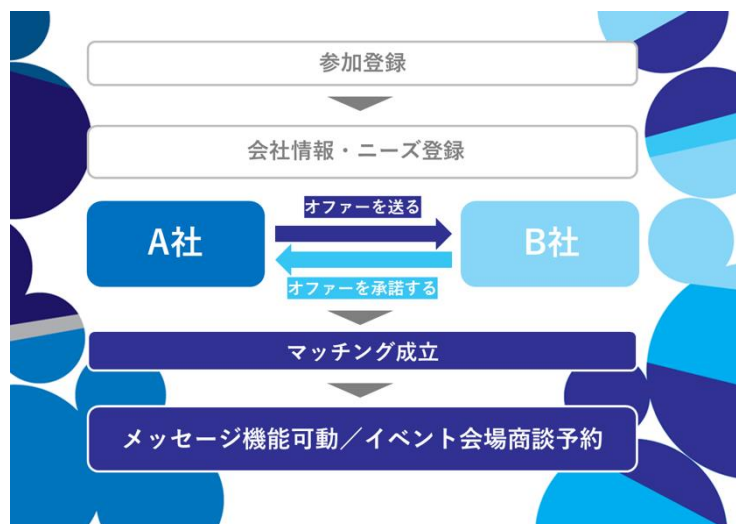 参加登録
会社情報・ニーズ登録
オファーを送る
A社
B社
オファーを承諾する
マッチング成立
メッセージ機能可動／イベント会場商談予約